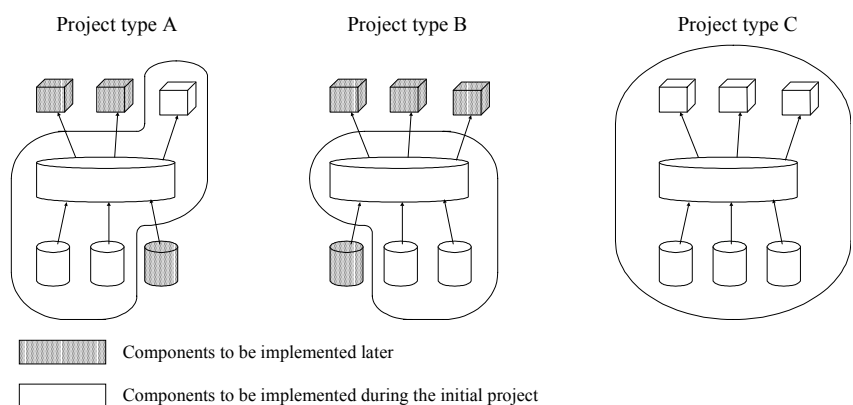 Project type A
Project type B
Project type C
Components to be implemented later
Components to be implemented during the initial project